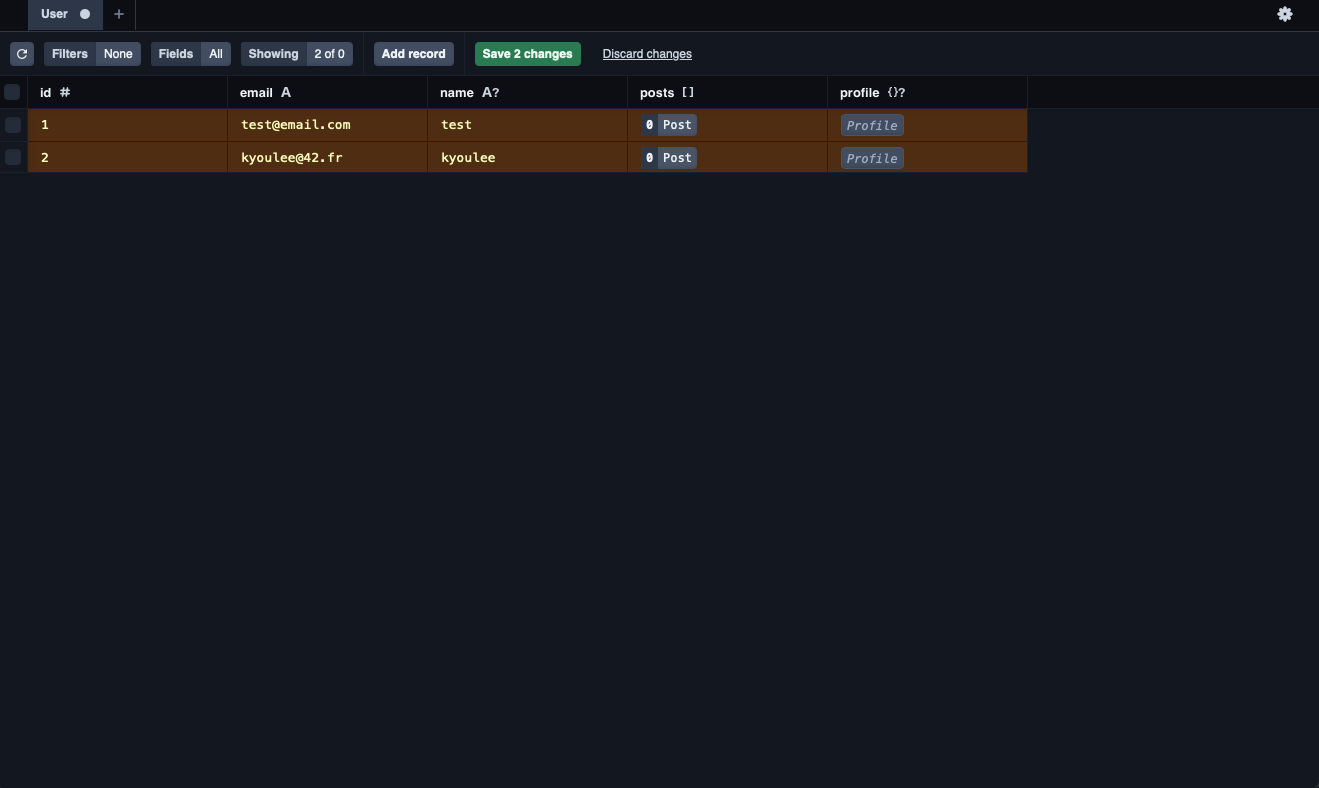 User +
Filters None Fields All Showing 2 of 0 Add record Save 2 changes Discard changes
id # email A name A? posts [] profile {}?
1 test@email.com test 0 Post Profile
2 kyoulee@42.fr kyoulee 0 Post Profile